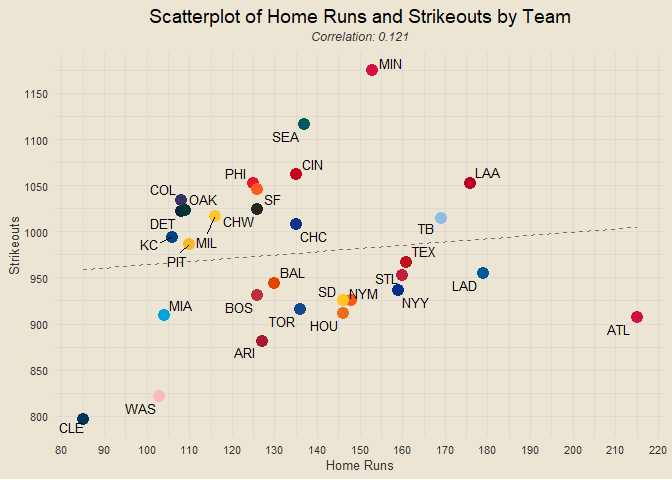 Scatterplot of Home Runs and Strikeouts by Team
Correlation: 0.121
MIN
1150
SEA
1100
CIN
PHI
LAA
1050
COL
OAK
SF
DET
CHW
TB
1000
KC
MIL
CHC
PIT
TEX
Strikeouts
950
BAL
STL
LAD
SD
NYM
MIA
BOS
NYY
TOR
HOU
ATL
900
ARI
850
WAS
800
CLE
80 90 100 110 120 130 140 150 160 170 180 190 200 210 220
Home Runs